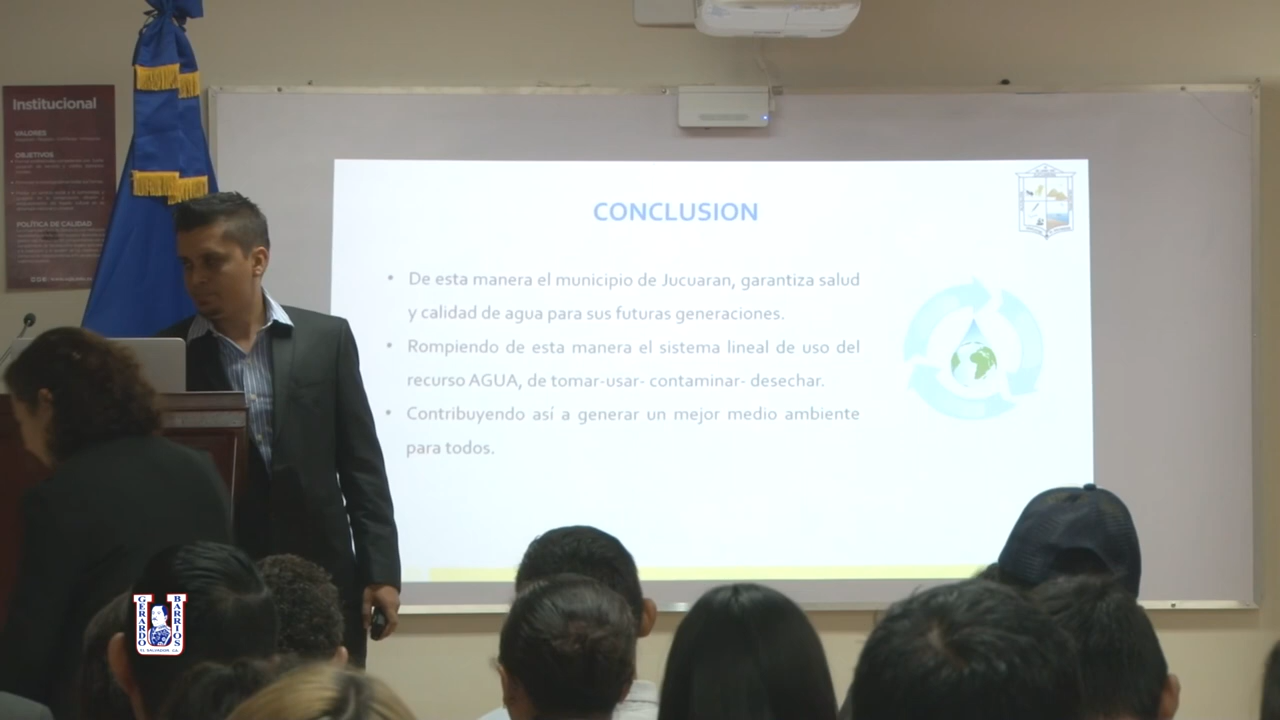 Institucional
VALORES
OBJETIVOS
POLÍTICA DE CALIDAD
CONCLUSION
• De esta manera el municipio de Jucuaran, garantiza salud
y calidad de agua para sus futuras generaciones.
• Rompiendo de esta manera el sistema lineal de uso del
recurso AGUA, de tomar-usar- contaminar- desechar.
• Contribuyendo así a generar un mejor medio ambiente
para todos.
GERARDO
BARRIOS
EL SALVADOR, C.A.